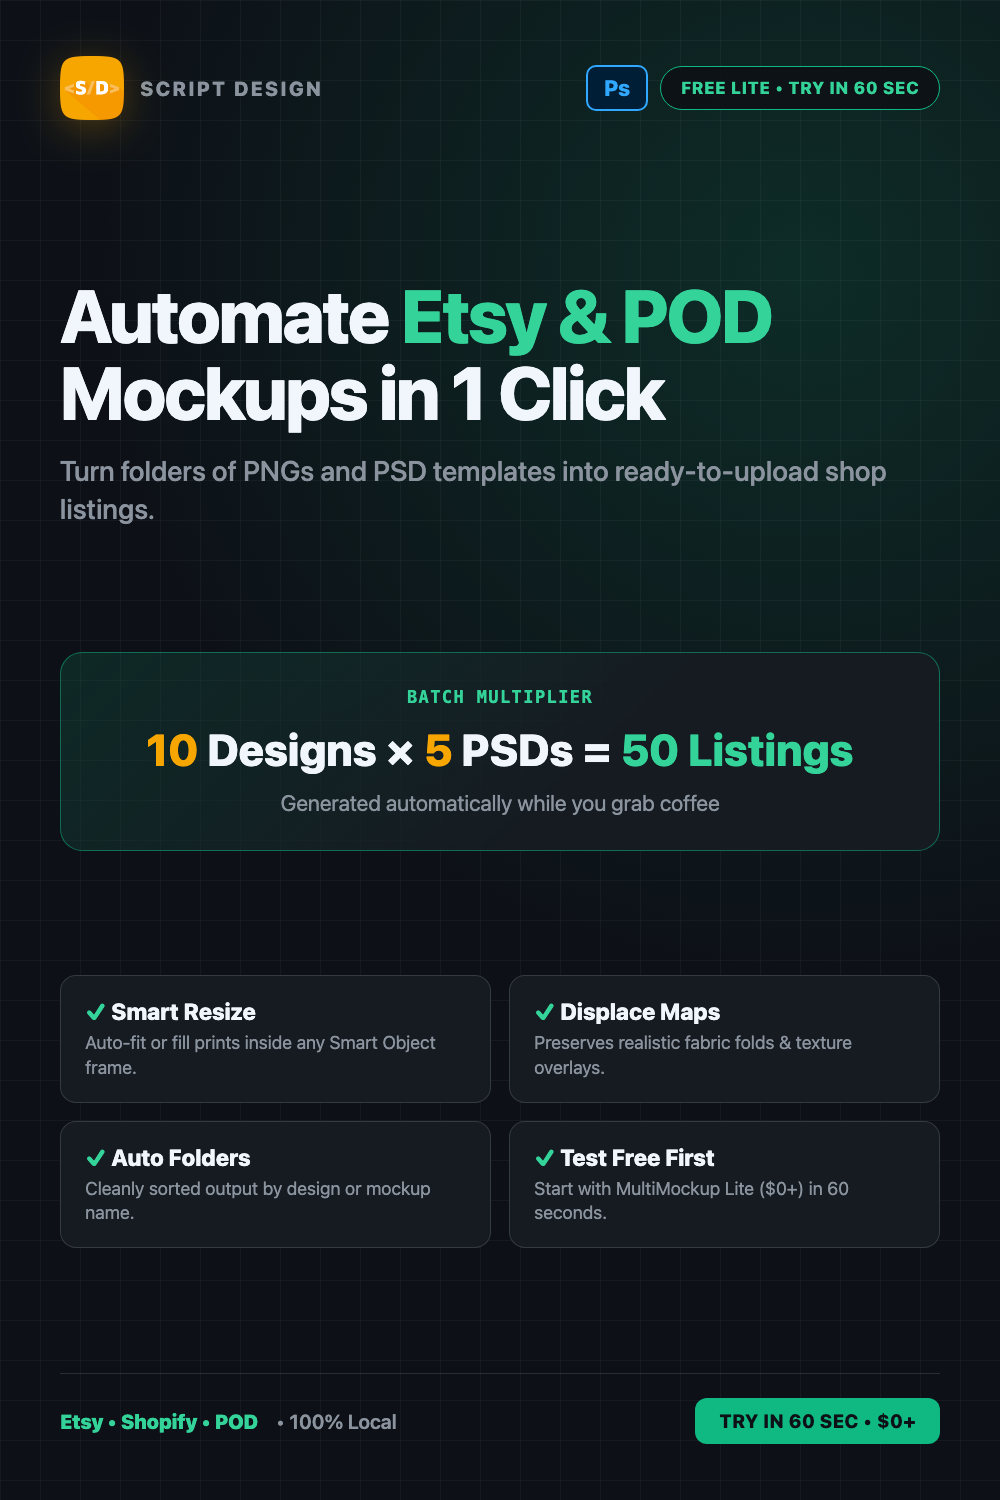 <S/D>
SCRIPT DESIGN
Ps
FREE LITE • TRY IN 60 SEC
Automate Etsy & POD
Mockups in 1 Click
Turn folders of PNGs and PSD templates into ready-to-upload shop
listings.
BATCH MULTIPLIER
10 Designs × 5 PSDs = 50 Listings
Generated automatically while you grab coffee
✓ Smart Resize
Auto-fit or fill prints inside any Smart Object
frame.
✓ Displace Maps
Preserves realistic fabric folds & texture
overlays.
✓ Auto Folders
Cleanly sorted output by design or mockup
name.
✓ Test Free First
Start with MultiMockup Lite ($0+) in 60
seconds.
Etsy • Shopify • POD • 100% Local
TRY IN 60 SEC • $0+